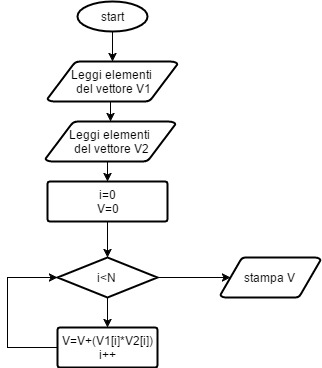 start
Leggi elementi
del vettore V1
Leggi elementi
del vettore V2
i=0
V=0
i<N
stampa V
V=V+(V1[i]*V2[i])
i++